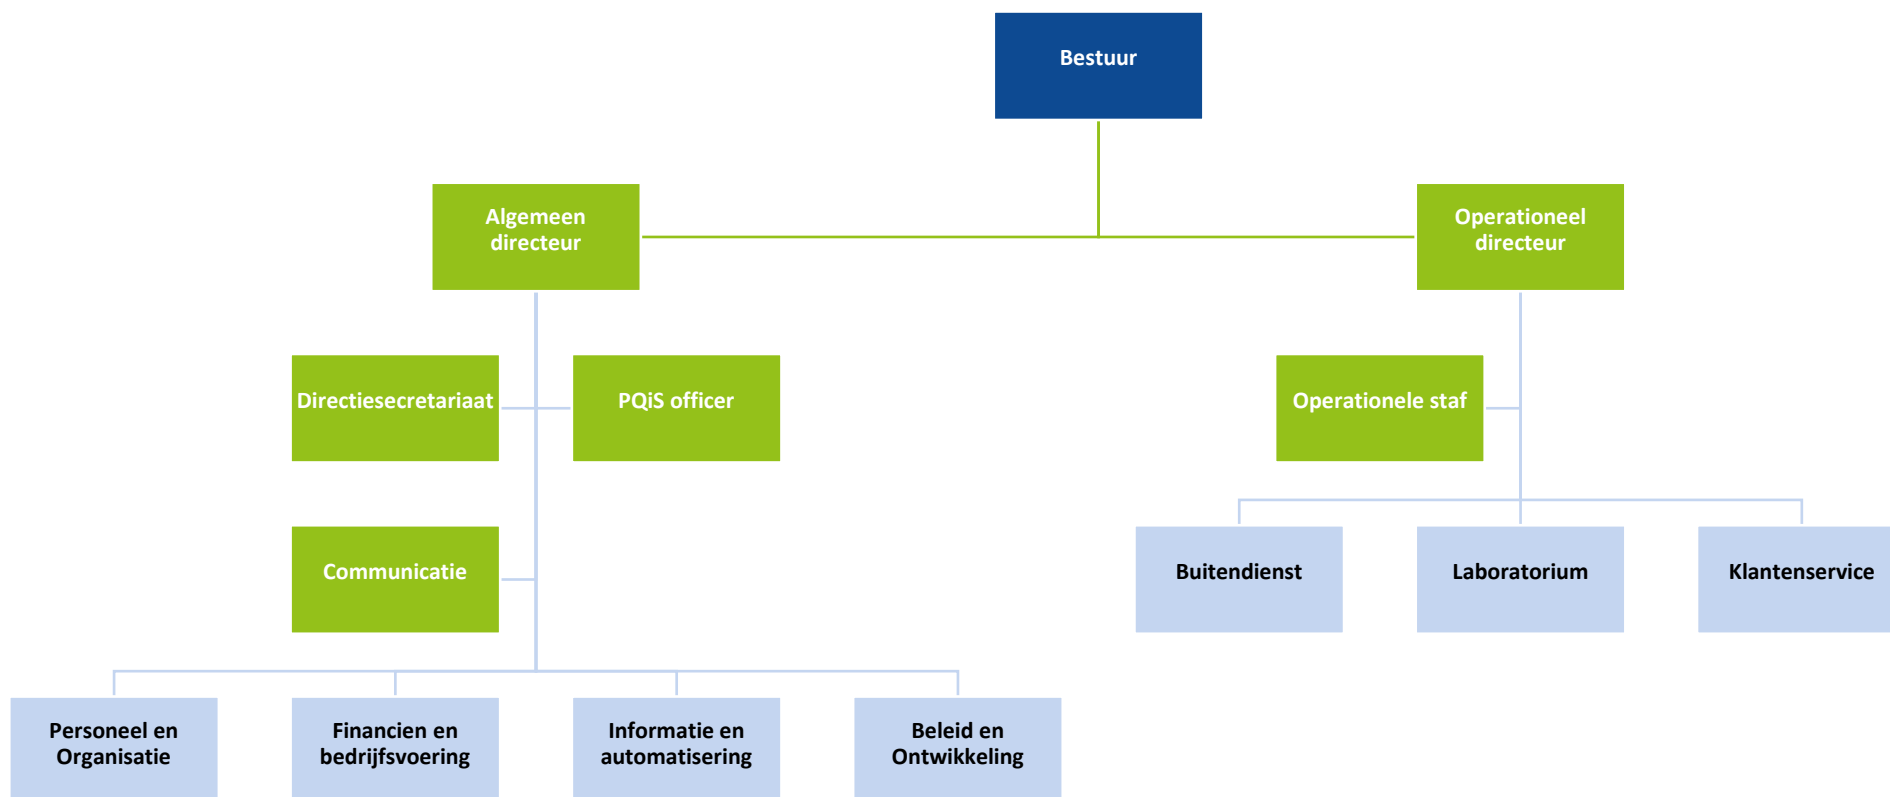 Bestuur
Algemeen
directeur
Operationeel
directeur
Directiesecretariaat
PQiS officer
Operationele staf
Communicatie
Buitendienst
Laboratorium
Klantenservice
Personeel en
Organisatie
Financien en
bedrijfsvoering
Informatie en
automatisering
Beleid en
Ontwikkeling